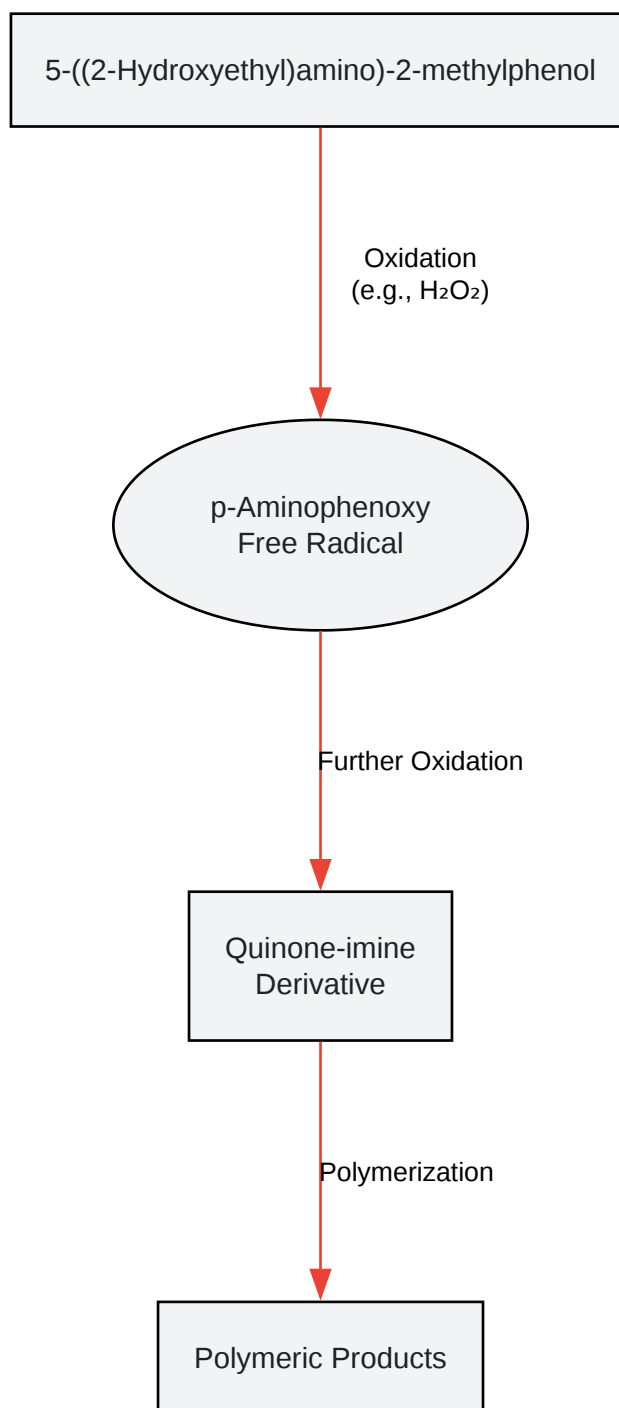 5-((2-Hydroxyethyl)amino)-2-methylphenol
Oxidation
(e.g., H₂O₂)
p-Aminophenoxy
Free Radical
Further Oxidation
Quinone-imine
Derivative
Polymerization
Polymeric Products